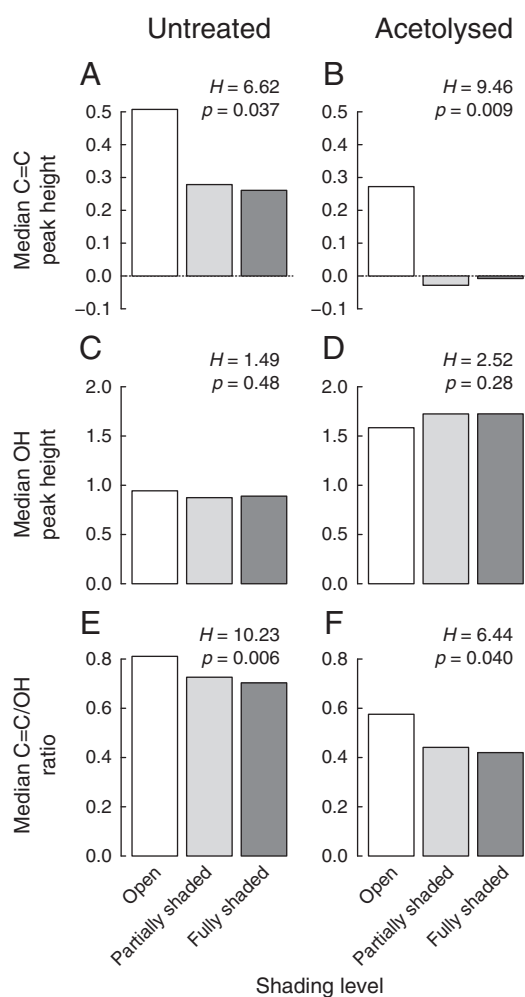 Untreated
Acetolysed
A
H = 6.62
p = 0.037
0.5
0.4
0.3
0.2
0.1
0.0
−0.1
Median C=C
peak height
B
H = 9.46
p = 0.009
0.5
0.4
0.3
0.2
0.1
0.0
−0.1
C
H = 1.49
p = 0.48
2.0
1.5
1.0
0.5
0.0
Median OH
peak height
D
H = 2.52
p = 0.28
2.0
1.5
1.0
0.5
0.0
E
H = 10.23
p = 0.006
0.8
0.6
0.4
0.2
0.0
Median C=C/OH
ratio
F
H = 6.44
p = 0.040
0.8
0.6
0.4
0.2
0.0
Open
Partially shaded
Fully shaded
Open
Partially shaded
Fully shaded
Shading level